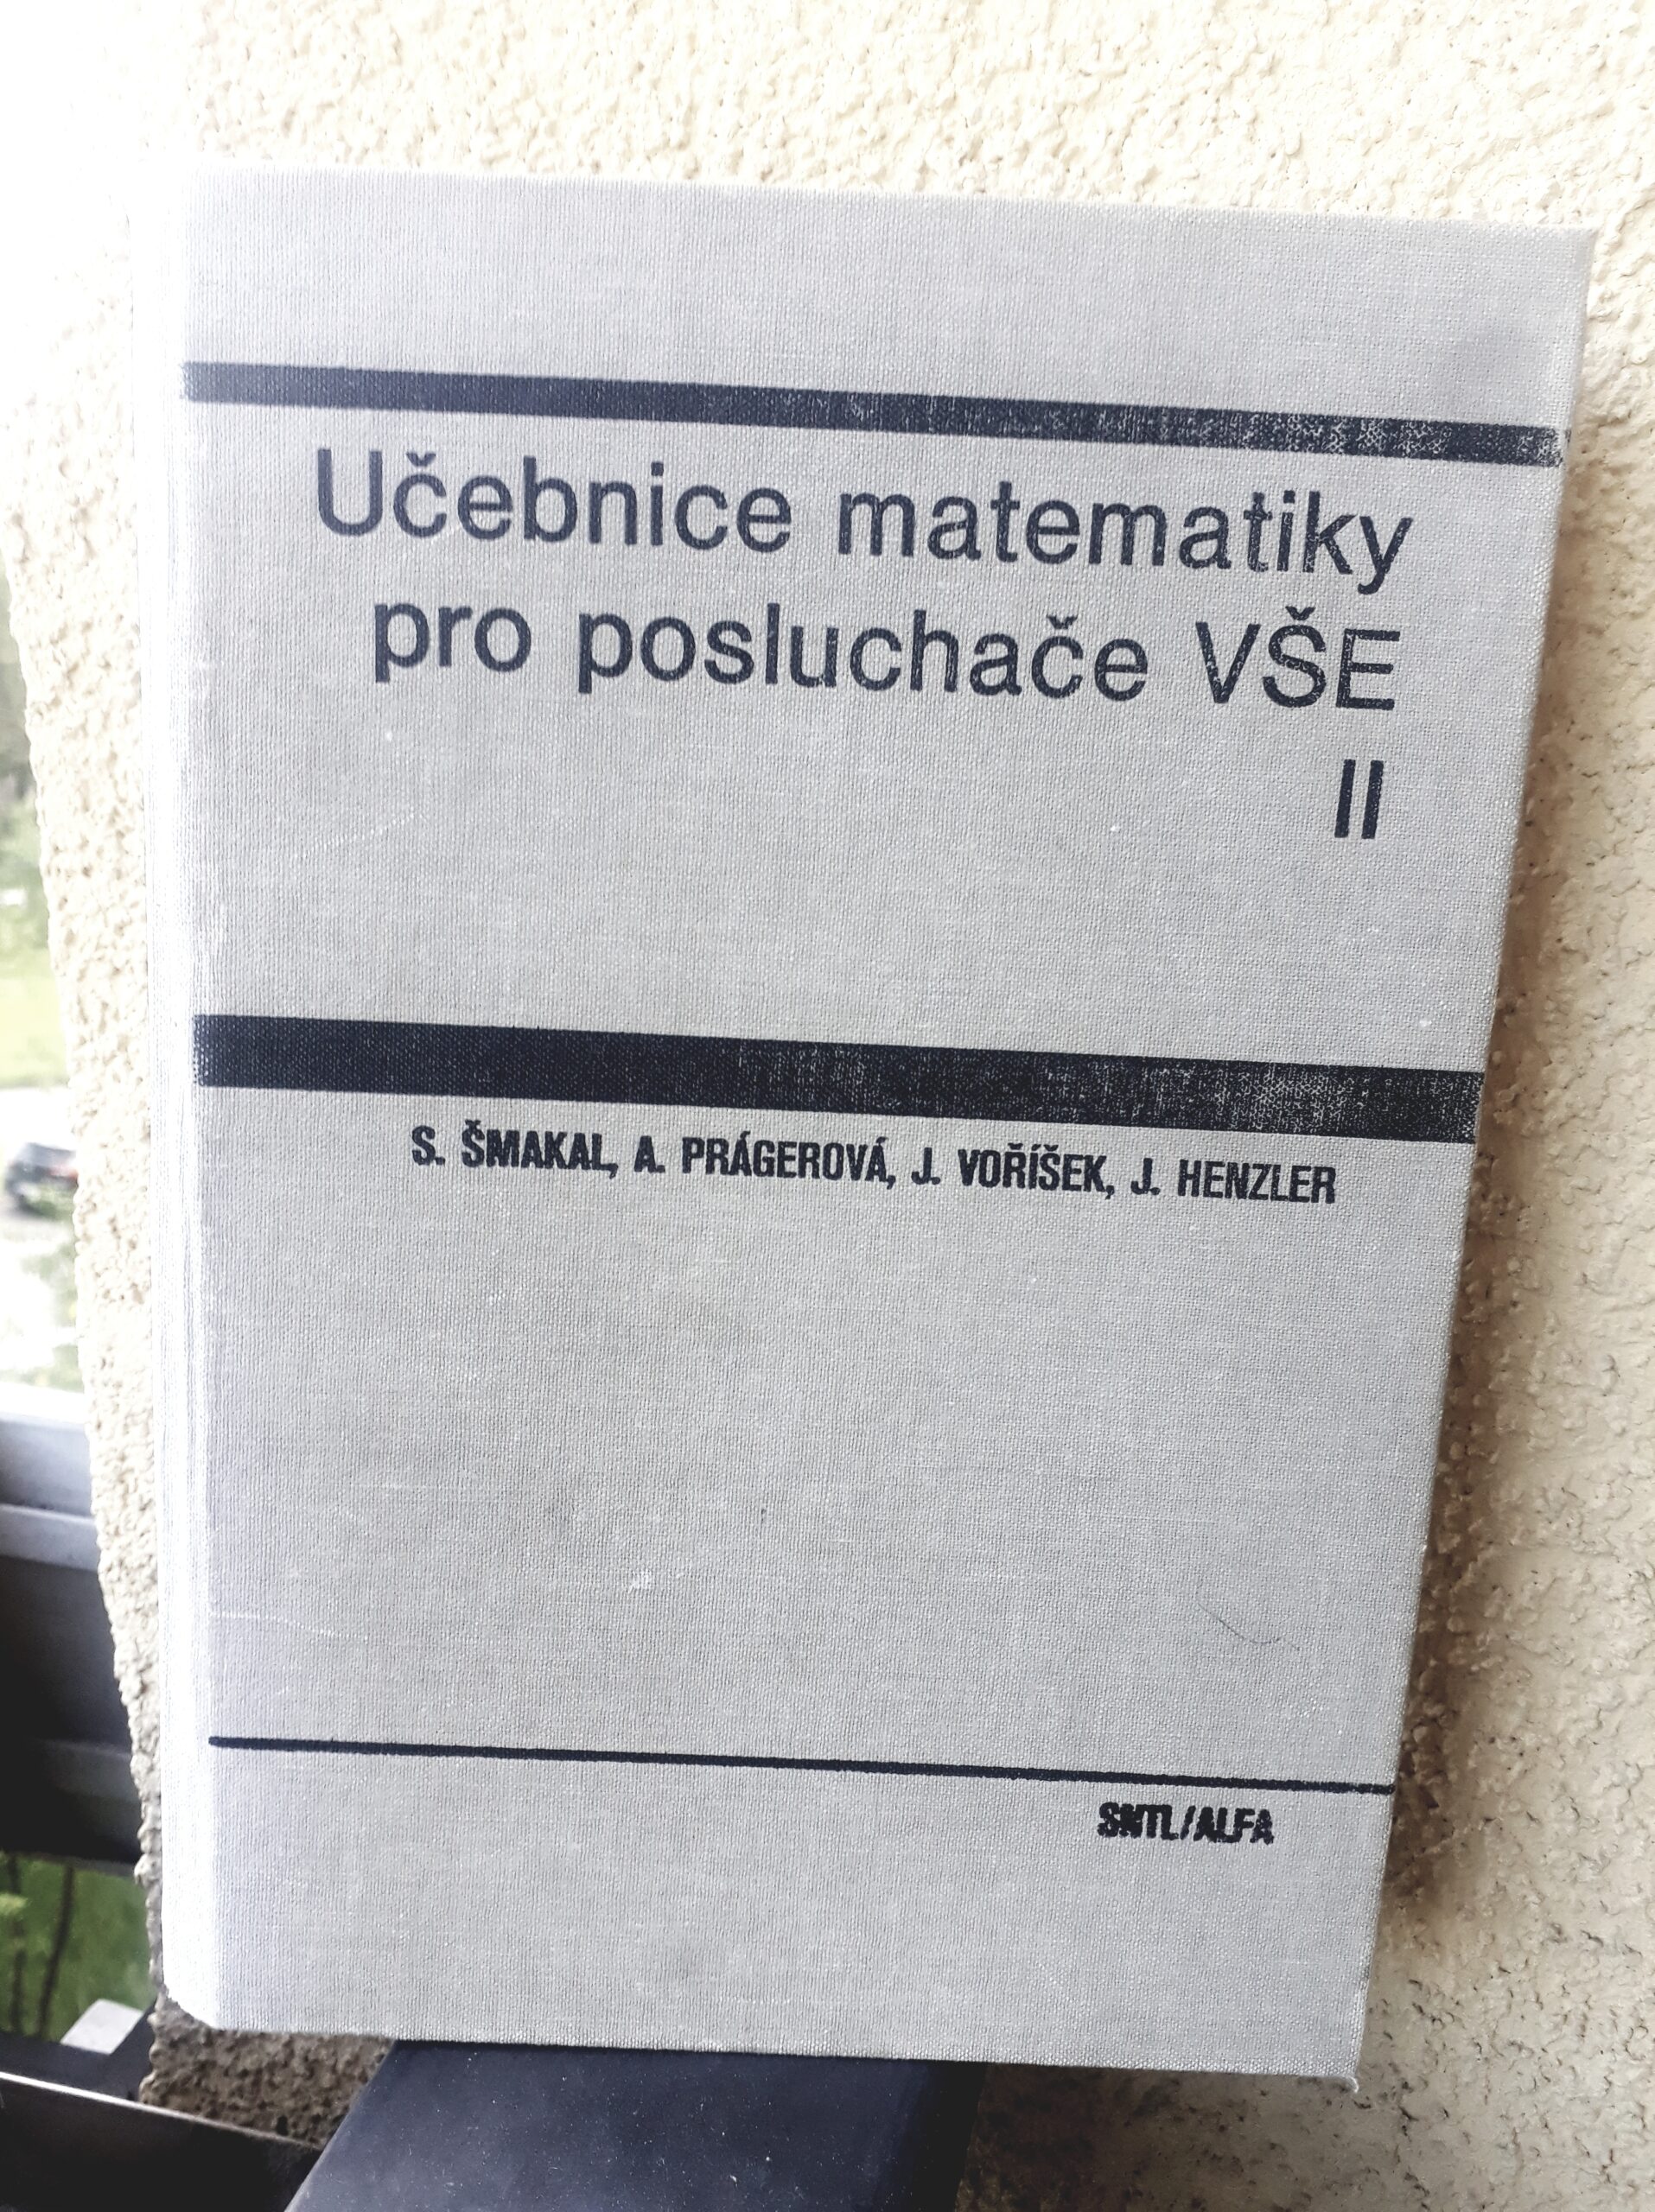 Učebnice matematiky
pro posluchače VŠE
II
S. ŠMAKAL, A. PRÁGEROVÁ, J. VOŘÍŠEK, J. HENZLER
SNTL/ALFA